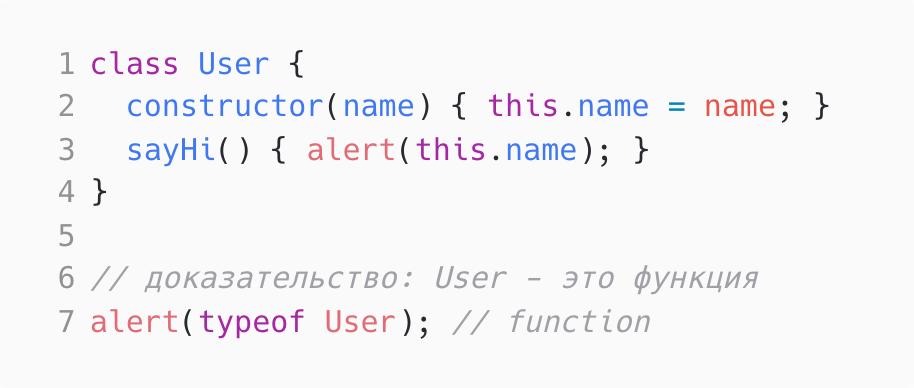 1 class User {
2   constructor(name) { this.name = name; }
3   sayHi() { alert(this.name); }
4 }
5
6 // доказательство: User – это функция
7 alert(typeof User); // function